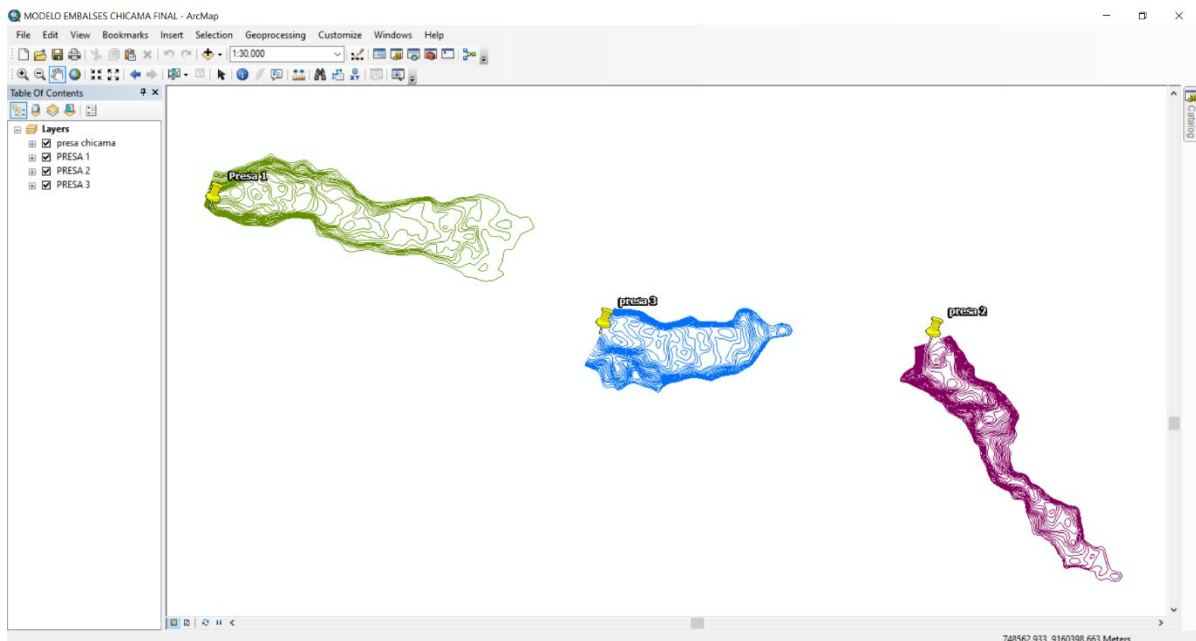 MODELO EMBALSES CHICAMA FINAL - ArcMap
File Edit View Bookmarks Insert Selection Geoprocessing Customize Windows Help
1:30.000
Table Of Contents
Layers
presa chicama
PRESA 1
PRESA 2
PRESA 3
Presa 1
presa 3
presa 2
Catalog
748562.933 9160398.663 Meters